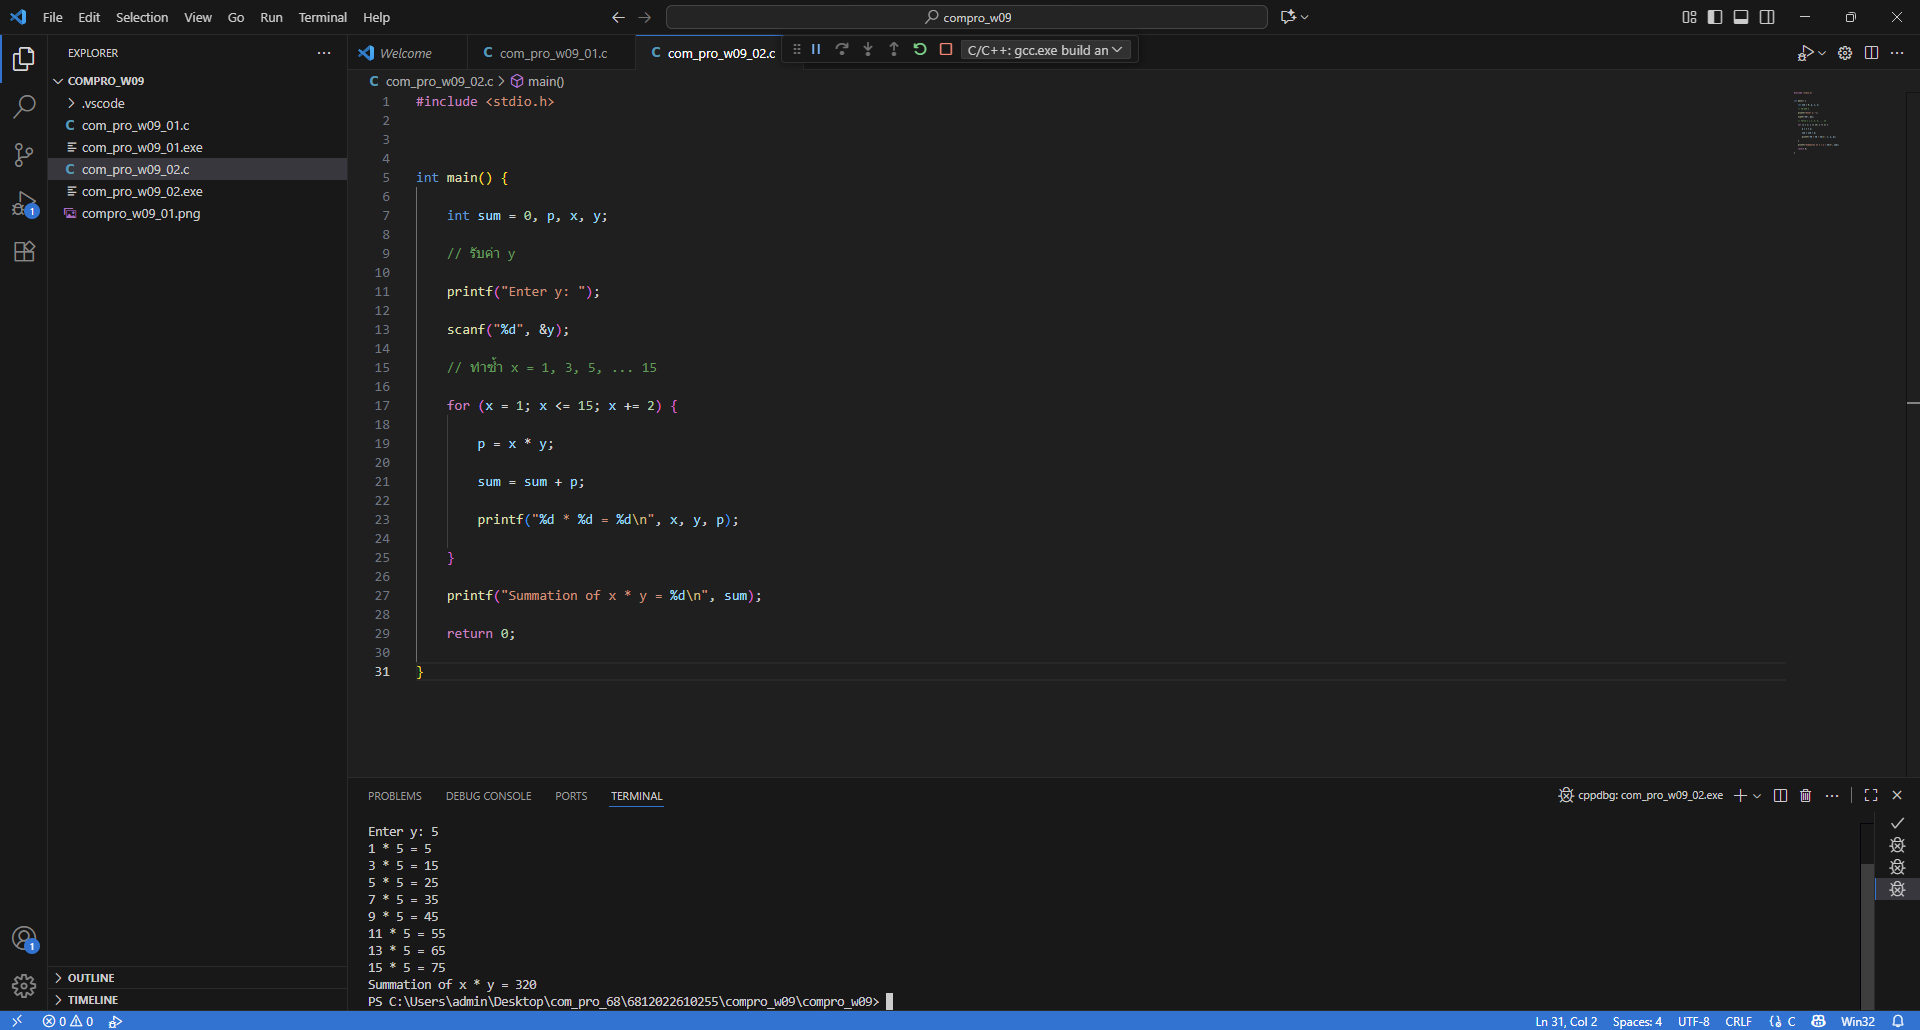 File Edit Selection View Go Run Terminal Help
compro_w09
EXPLORER
COMPRO_W09
.vscode
com_pro_w09_01.c
com_pro_w09_01.exe
com_pro_w09_02.c
com_pro_w09_02.exe
compro_w09_01.png
OUTLINE
TIMELINE
Welcome
com_pro_w09_01.c
com_pro_w09_02.c
C/C++: gcc.exe build an
com_pro_w09_02.c > main()
1 #include <stdio.h>
2
3
4
5 int main() {
6
7 int sum = 0, p, x, y;
8
9 // รับค่า y
10
11 printf("Enter y: ");
12
13 scanf("%d", &y);
14
15 // ทำซ้ำ x = 1, 3, 5, ... 15
16
17 for (x = 1; x <= 15; x += 2) {
18
19 p = x * y;
20
21 sum = sum + p;
22
23 printf("%d * %d = %d\n", x, y, p);
24
25 }
26
27 printf("Summation of x * y = %d\n", sum);
28
29 return 0;
30
31 }
PROBLEMS DEBUG CONSOLE PORTS TERMINAL
cppdbg: com_pro_w09_02.exe
Enter y: 5
1 * 5 = 5
3 * 5 = 15
5 * 5 = 25
7 * 5 = 35
9 * 5 = 45
11 * 5 = 55
13 * 5 = 65
15 * 5 = 75
Summation of x * y = 320
PS C:\Users\admin\Desktop\com_pro_68\6812022610255\compro_w09\compro_w09>
0 0
Ln 31, Col 2 Spaces: 4 UTF-8 CRLF {} C Win32